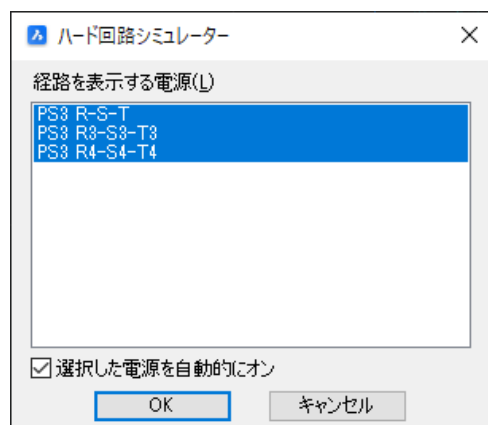 ハード回路シミュレーター
経路を表示する電源(L)
PS3 R-S-T
PS3 R3-S3-T3
PS3 R4-S4-T4
選択した電源を自動的にオン
OK
キャンセル